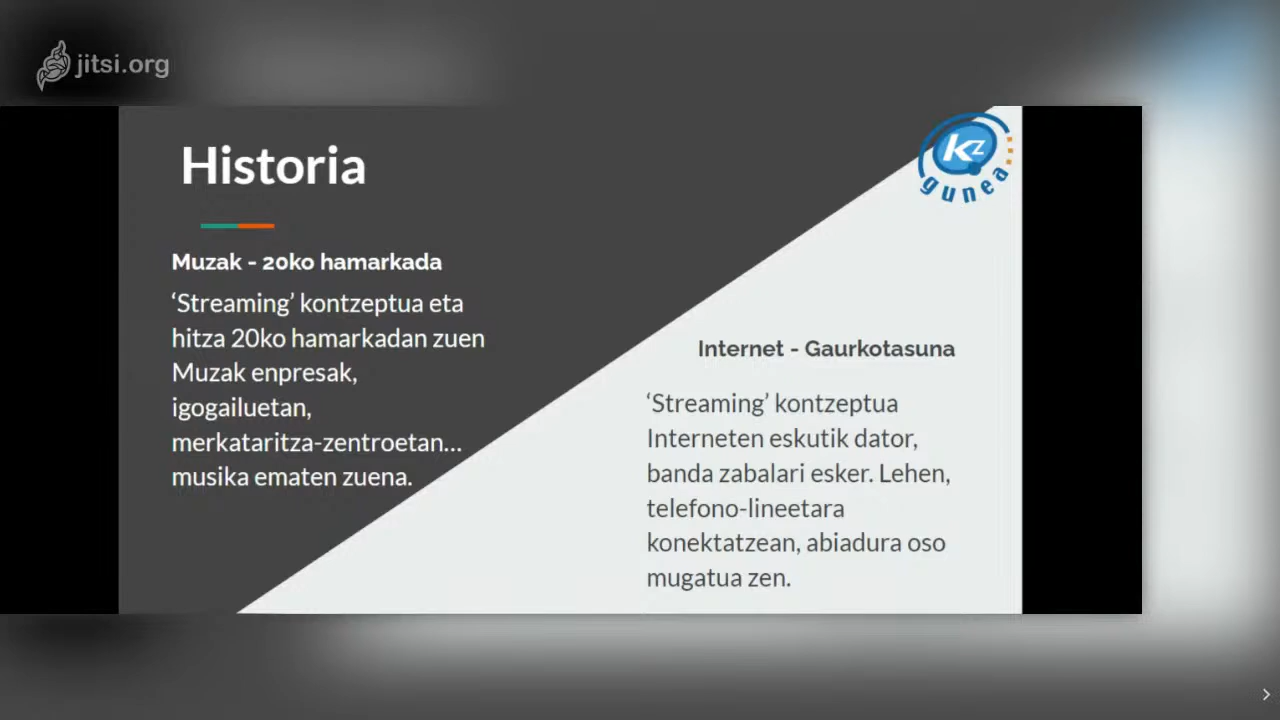 jitsi.org
Historia
Muzak - 20ko hamarkada
‘Streaming’ kontzeptua eta
hitza 20ko hamarkadan zuen
Muzak enpresak,
igogailuetan,
merkataritza-zentroetan...
musika ematen zuena.
KZ
gunea
Internet - Gaurkotasuna
‘Streaming’ kontzeptua
Interneten eskutik dator,
banda zabalari esker. Lehen,
telefono-lineetara
konektatzean, abiadura oso
mugatua zen.